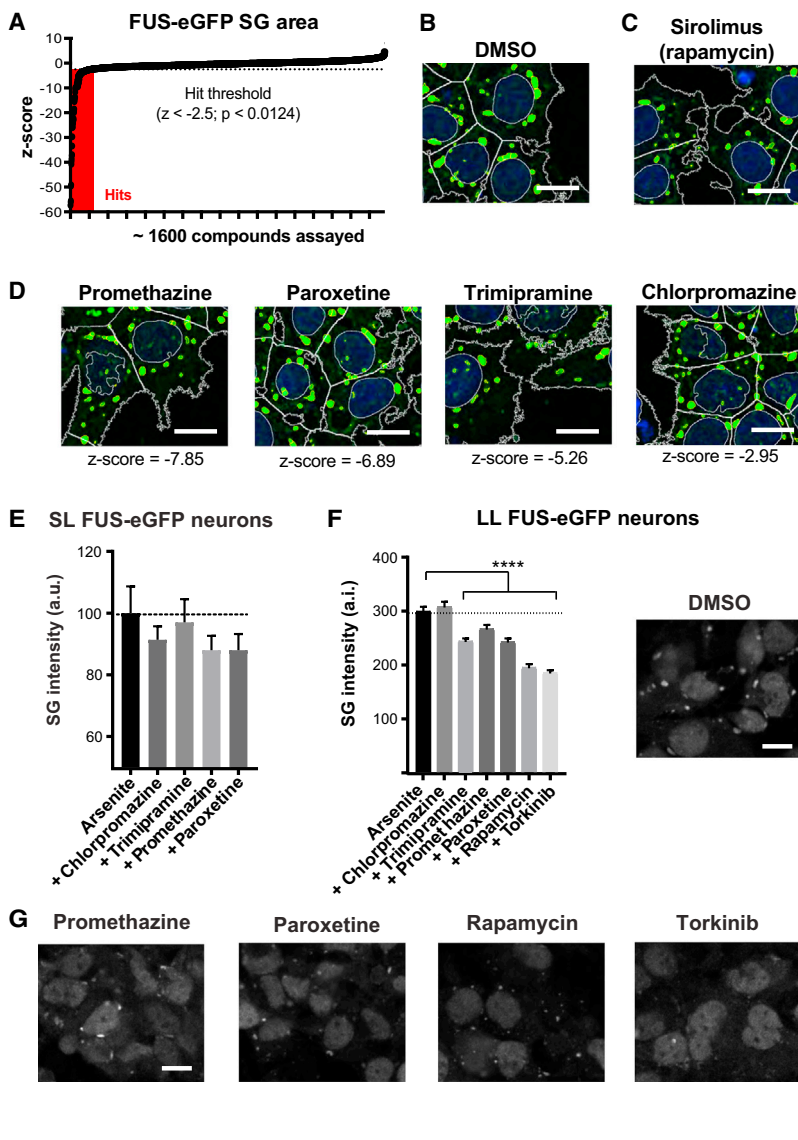 A
FUS-eGFP SG area
10
0
-10
-20
-30
-40
-50
-60
z-score
Hit threshold
(z < -2.5; p < 0.0124)
Hits
~ 1600 compounds assayed
B
DMSO
C
Sirolimus
(rapamycin)
D
Promethazine
Paroxetine
Trimipramine
Chlorpromazine
z-score = -7.85
z-score = -6.89
z-score = -5.26
z-score = -2.95
E
SL FUS-eGFP neurons
120
100
80
60
SG intensity (a.u.)
Arsenite
+ Chlorpromazine
+ Trimipramine
+ Promethazine
+ Paroxetine
F
LL FUS-eGFP neurons
400
300
200
100
SG intensity (a.i.)
****
Arsenite
+ Chlorpromazine
+ Trimipramine
+ Promet hazine
+ Paroxetine
+ Rapamycin
+ Torkinib
DMSO
G
Promethazine
Paroxetine
Rapamycin
Torkinib